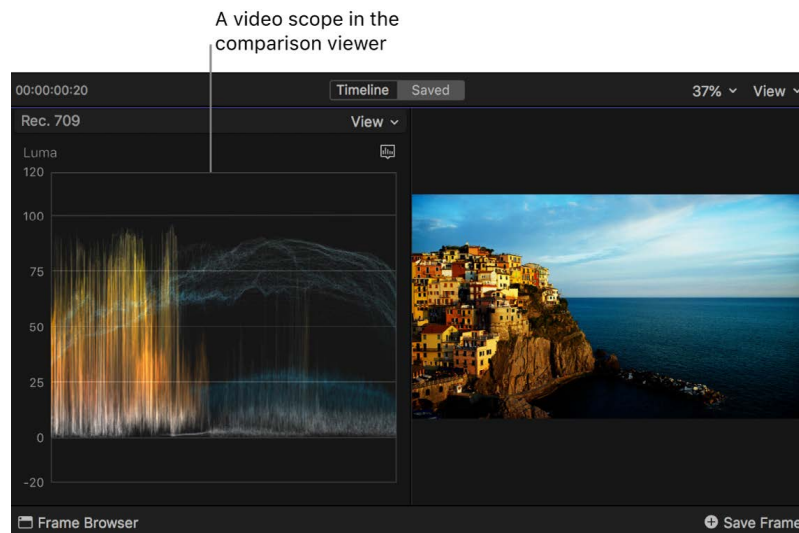 A video scope in the
comparison viewer
00:00:00:20
Timeline Saved
37% View
Rec. 709
View
Luma
120
100
75
50
25
0
-20
Frame Browser
Save Frame